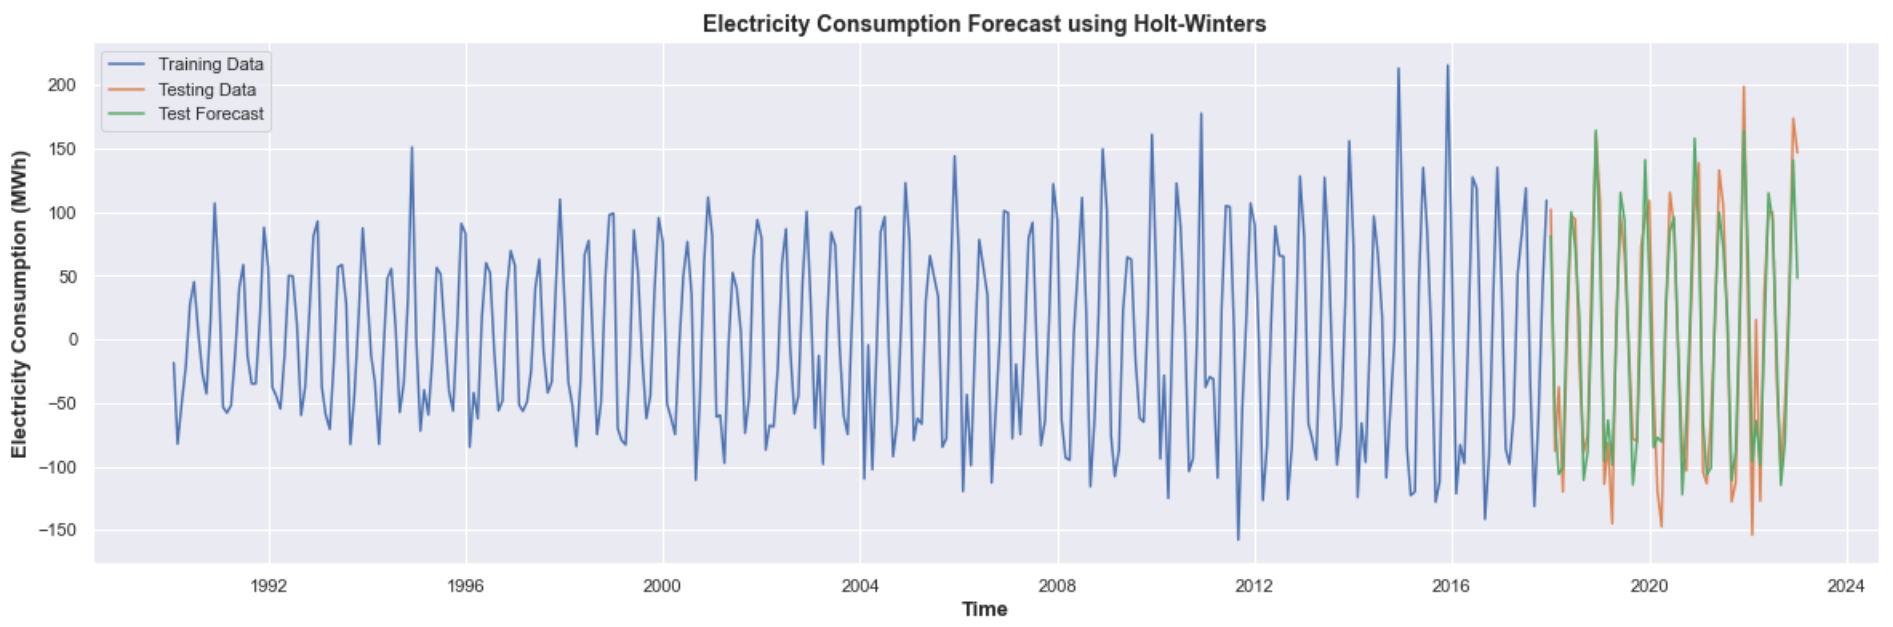 Electricity Consumption Forecast using Holt-Winters
Training Data
Testing Data
Test Forecast
Electricity Consumption (MWh)
200
150
100
50
0
−50
−100
−150
1992 1996 2000 2004 2008 2012 2016 2020 2024
Time